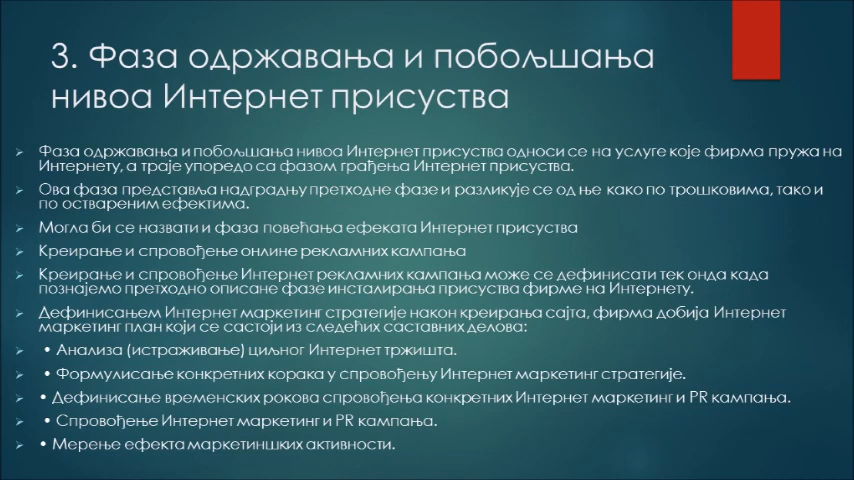 3. Фаза одржавања и побољшања
нивоа Интернет присуства
Фаза одржавања и побољшања нивоа Интернет присуства односи се на услуге које фирма пружа на
Интернету, а траје упоредо са фазом грађења Интернет присуства.
Ова фаза представља надградњу претходне фазе и разликује се од ње како по трошковима, тако и
по оствареним ефектима.
Могла би се назвати и фаза повећања ефеката Интернет присуства
Креирање и спровођење онлине рекламних кампања
Креирање и спровођење Интернет рекламних кампања може се дефинисати тек онда када
познајемо претходно описане фазе инсталирања присуства фирме на Интернету.
Дефинисањем Интернет маркетинг стратегије након креирања сајта, фирма добија Интернет
маркетинг план који се састоји из следећих саставних делова:
• Анализа (истраживање) циљног Интернет тржишта.
• Формулисање конкретних корака у спровођењу Интернет маркетинг стратегије.
• Дефинисање временских рокова спровођења конкретних Интернет маркетинг и PR кампања.
• Спровођење Интернет маркетинг и PR кампања.
• Мерење ефекта маркетиншких активности.